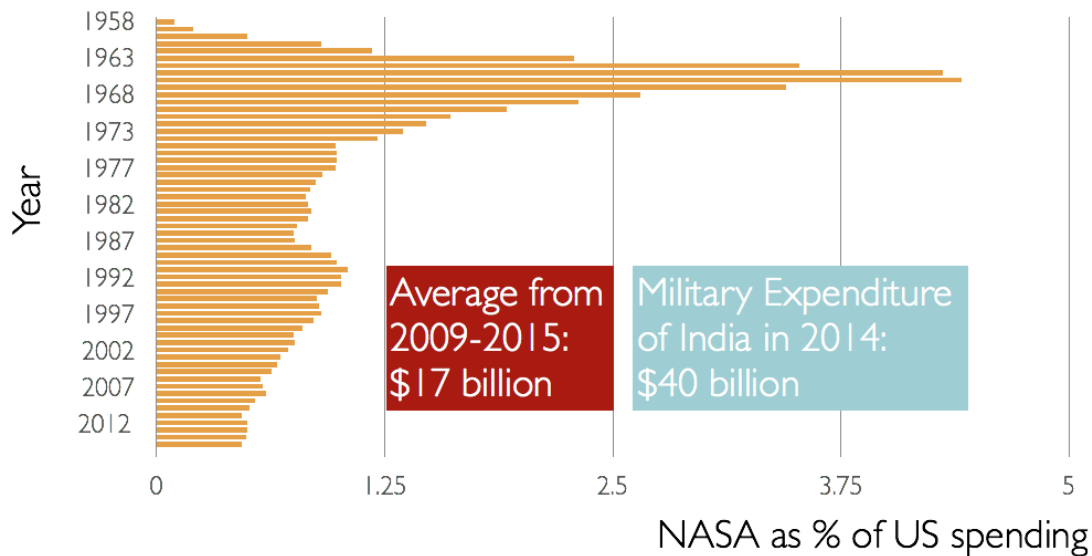 1958
1963
1968
1973
1977
1982
1987
1992
1997
2002
2007
2012
Year
Average from
2009-2015:
$17 billion
Military Expenditure
of India in 2014:
$40 billion
0 1.25 2.5 3.75 5
NASA as % of US spending